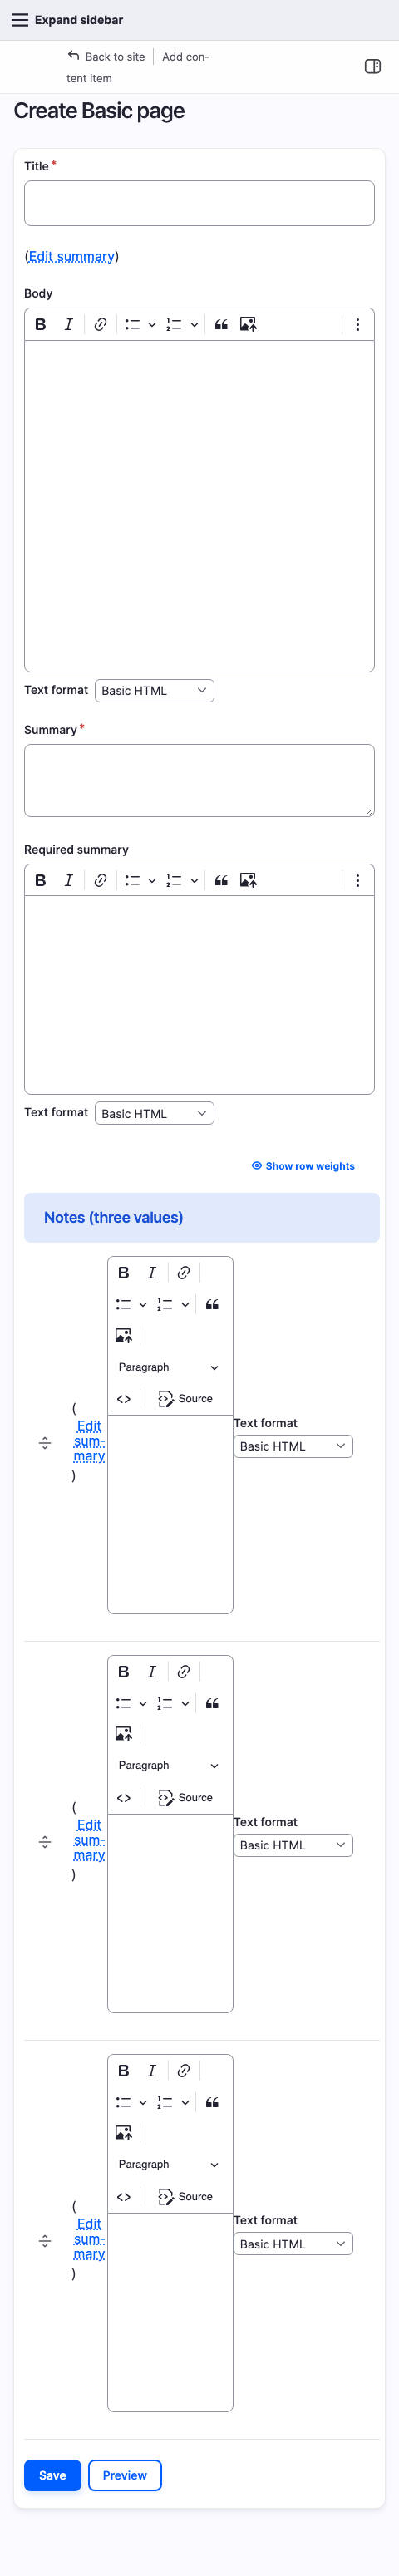 Expand sidebar
Back to site Add con-
tent item
Create Basic page
Title*
(Edit summary)
Body
B I
Text format Basic HTML
Summary*
Required summary
B I
Text format Basic HTML
Show row weights
Notes (three values)
B I
Paragraph
Source
(
Edit
sum-
mary
)
Text format
Basic HTML
B I
Paragraph
Source
(
Edit
sum-
mary
)
Text format
Basic HTML
B I
Paragraph
Source
(
Edit
sum-
mary
)
Text format
Basic HTML
Save Preview